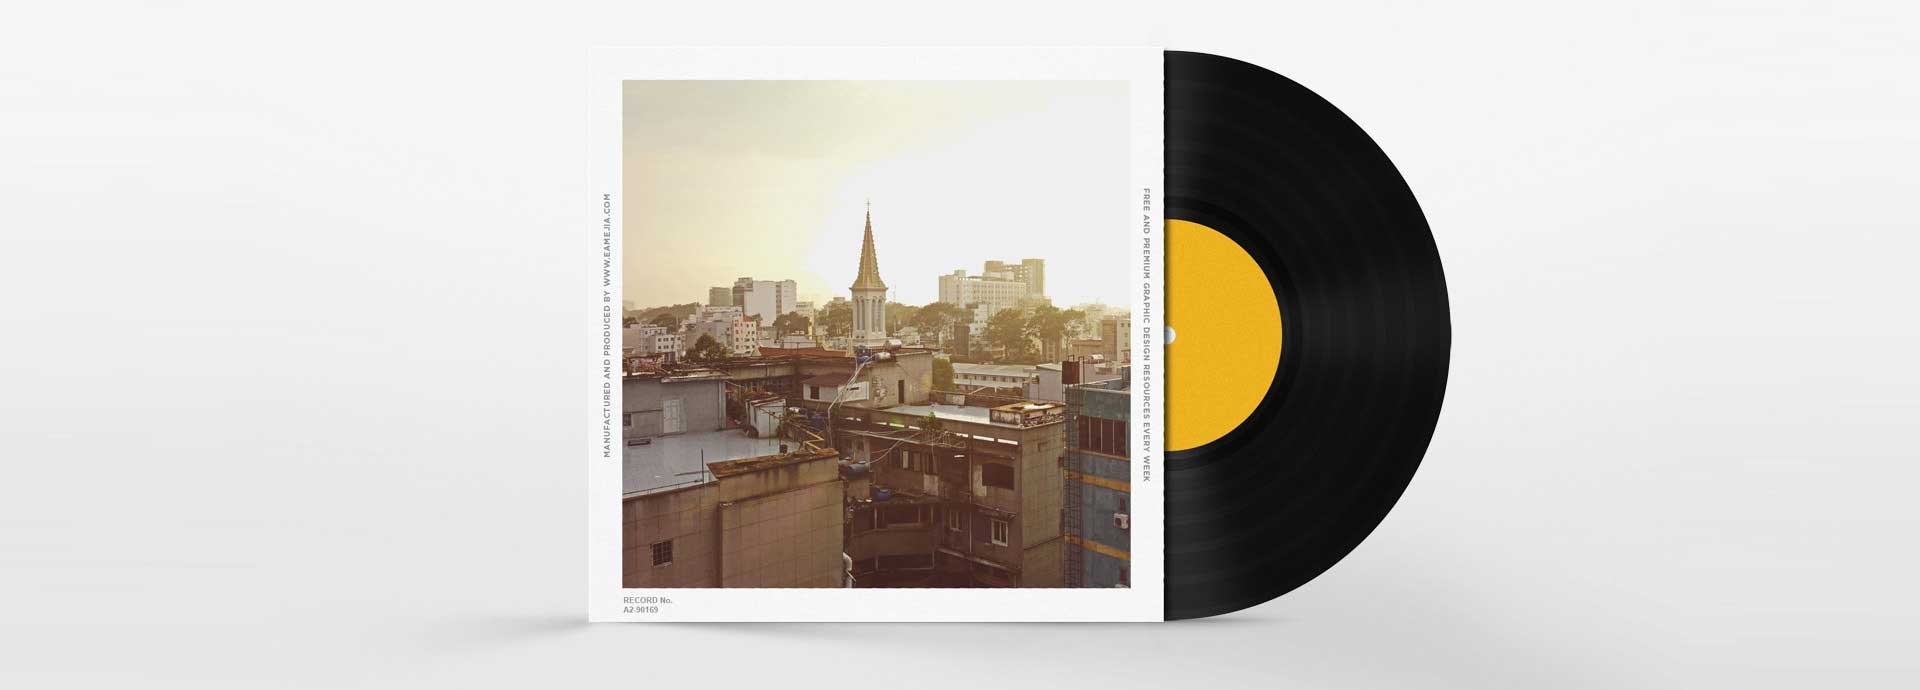 MANUFACTURED AND PRODUCED BY WWW.EAMEJIA.COM
FREE AND PREMIUM GRAPHIC DESIGN RESOURCES EVERY WEEK
RECORD No.
A2-90169